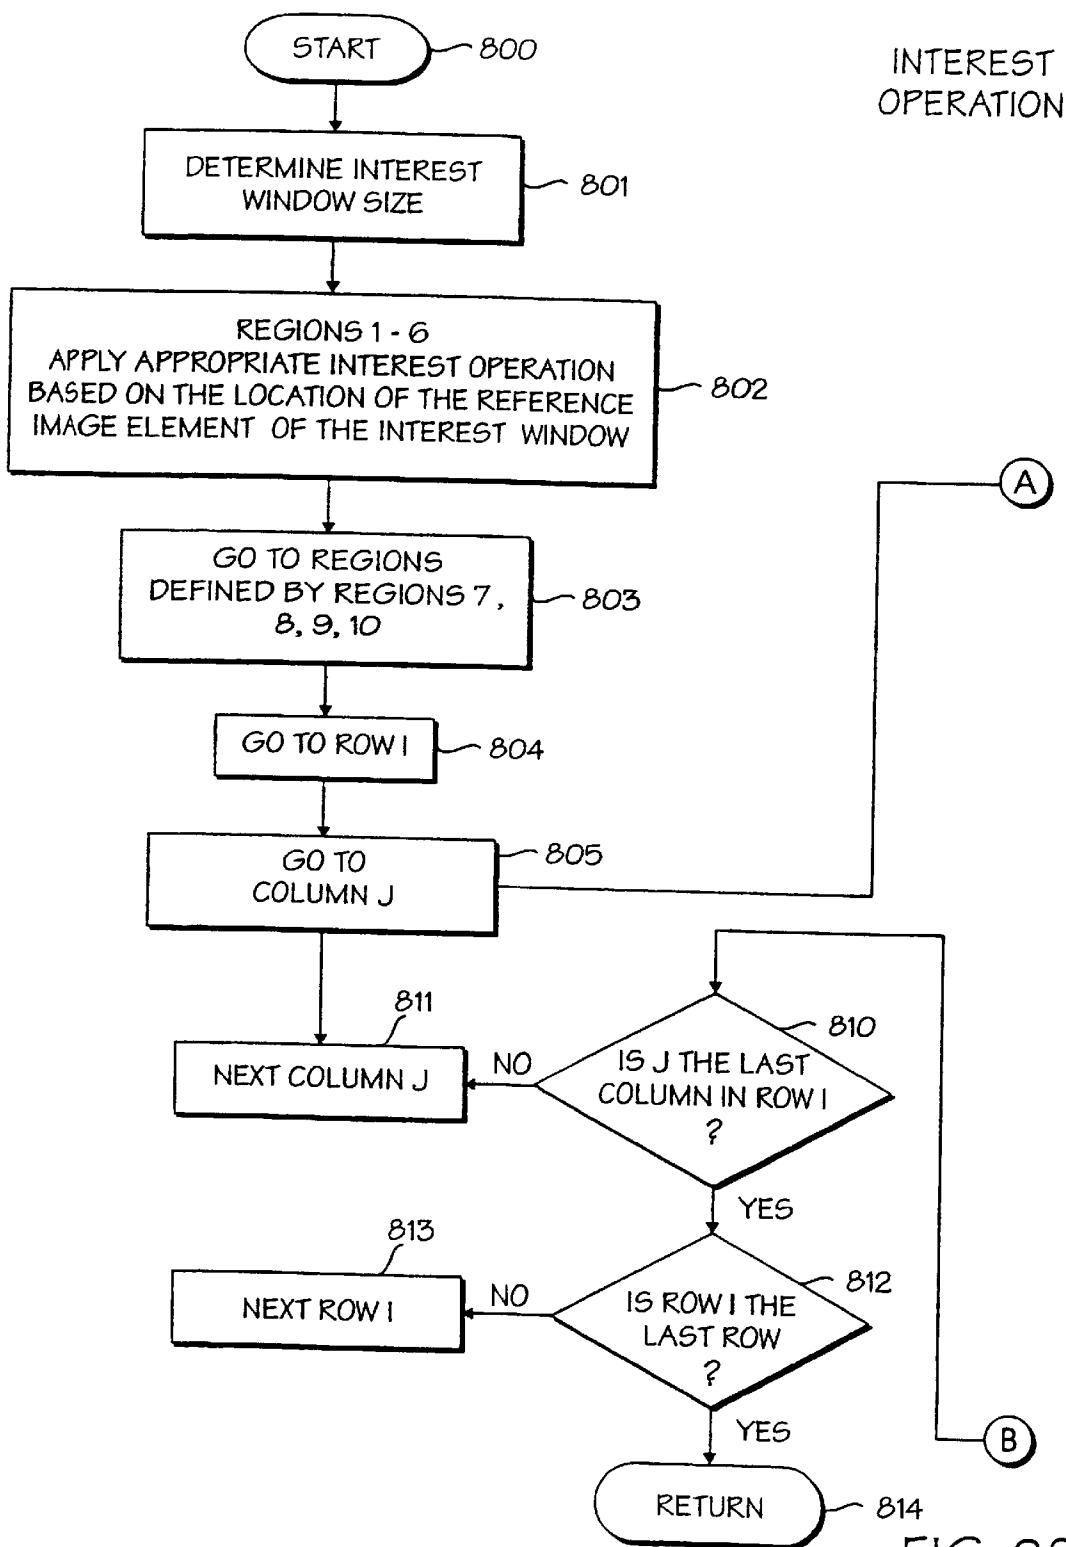 START
800
INTEREST
OPERATION
DETERMINE INTEREST
WINDOW SIZE
801
REGIONS 1 - 6
APPLY APPROPRIATE INTEREST OPERATION
BASED ON THE LOCATION OF THE REFERENCE
IMAGE ELEMENT OF THE INTEREST WINDOW
802
A
GO TO REGIONS
DEFINED BY REGIONS 7,
8, 9, 10
803
GO TO ROW I
804
GO TO
COLUMN J
805
811
NEXT COLUMN J
NO
IS J THE LAST
COLUMN IN ROW I
?
810
YES
813
NEXT ROW I
NO
IS ROW I THE
LAST ROW
?
812
YES
B
RETURN
814